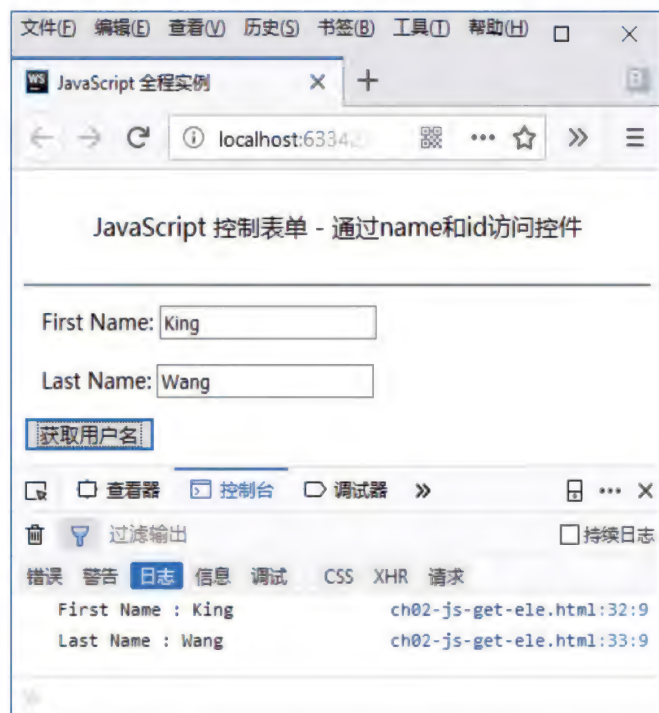 文件(F) 编辑(E) 查看(V) 历史(S) 书签(B) 工具(T) 帮助(H)
WS JavaScript 全程实例
localhost:6334
JavaScript 控制表单 - 通过name和id访问控件
First Name: King
Last Name: Wang
获取用户名
查看器 控制台 调试器
过滤输出 持续日志
错误 警告 日志 信息 调试 CSS XHR 请求
First Name : King ch02-js-get-ele.html:32:9
Last Name : Wang ch02-js-get-ele.html:33:9